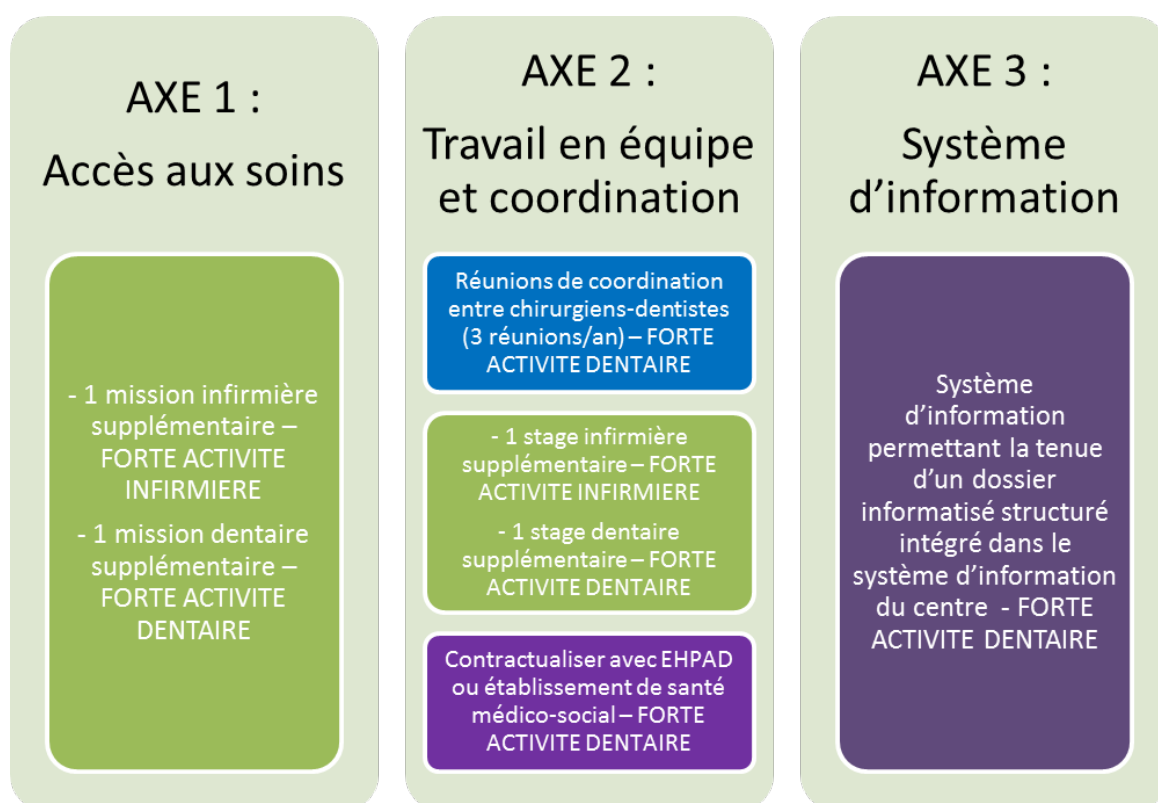 AXE 1 :
Accès aux soins
- 1 mission infirmière
supplémentaire –
FORTE ACTIVITE
INFIRMIERE
- 1 mission dentaire
supplémentaire –
FORTE ACTIVITE
DENTAIRE
AXE 2 :
Travail en équipe
et coordination
Réunions de coordination
entre chirurgiens-dentistes
(3 réunions/an) – FORTE
ACTIVITE DENTAIRE
- 1 stage infirmière
supplémentaire – FORTE
ACTIVITE INFIRMIERE
- 1 stage dentaire
supplémentaire – FORTE
ACTIVITE DENTAIRE
Contractualiser avec EHPAD
ou établissement de santé
médico-social – FORTE
ACTIVITE DENTAIRE
AXE 3 :
Système
d’information
Système
d’information
permettant la tenue
d’un dossier
informatisé structuré
intégré dans le
système d’information
du centre - FORTE
ACTIVITE DENTAIRE